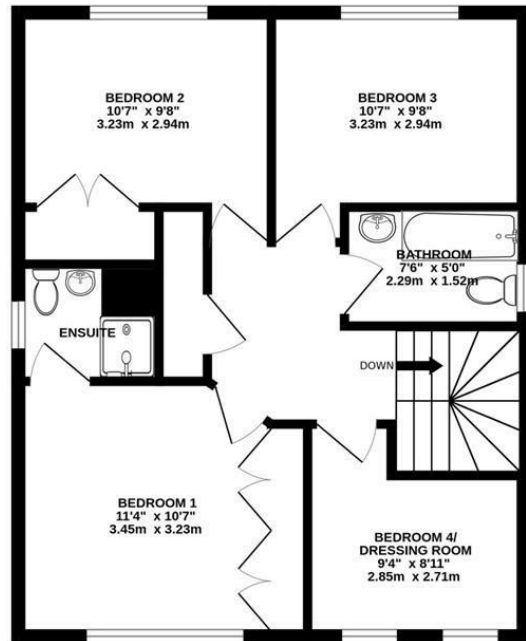 BEDROOM 2
10'7" x 9'8"
3.23m x 2.94m
BEDROOM 3
10'7" x 9'8"
3.23m x 2.94m
BATHROOM
7'6" x 5'0"
2.29m x 1.52m
ENSUITE
DOWN
BEDROOM 1
11'4" x 10'7"
3.45m x 3.23m
BEDROOM 4/
DRESSING ROOM
9'4" x 8'11"
2.85m x 2.71m